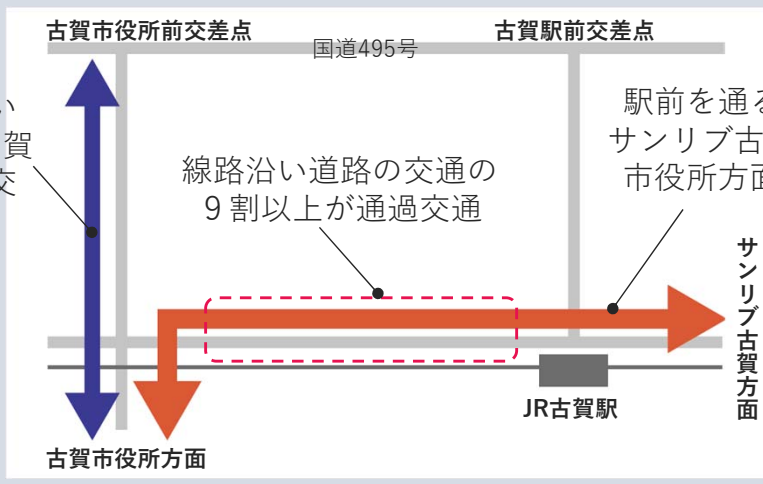 古賀市役所前交差点
国道495号
古賀駅前交差点
い
賀
交
線路沿い道路の交通の
９割以上が通過交通
駅前を通る
サンリブ古
市役所方面
サンリブ古賀方面
JR古賀駅
古賀市役所方面